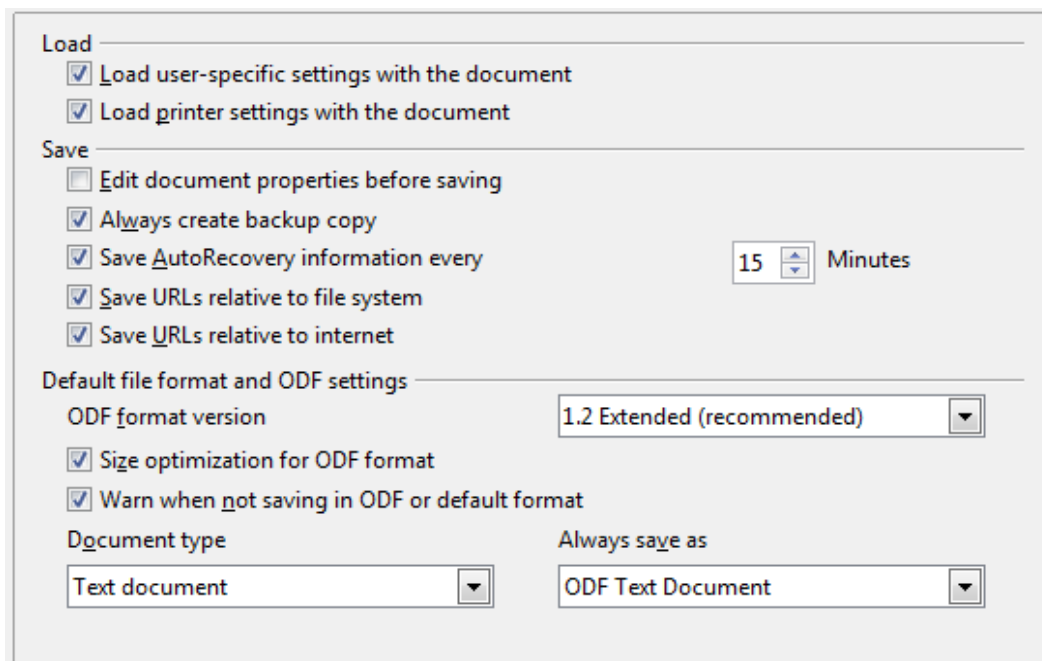 Load
Load user-specific settings with the document
Load printer settings with the document
Save
Edit document properties before saving
Always create backup copy
Save AutoRecovery information every 15 Minutes
Save URLs relative to file system
Save URLs relative to internet
Default file format and ODF settings
ODF format version 1.2 Extended (recommended)
Size optimization for ODF format
Warn when not saving in ODF or default format
Document type Always save as
Text document ODF Text Document